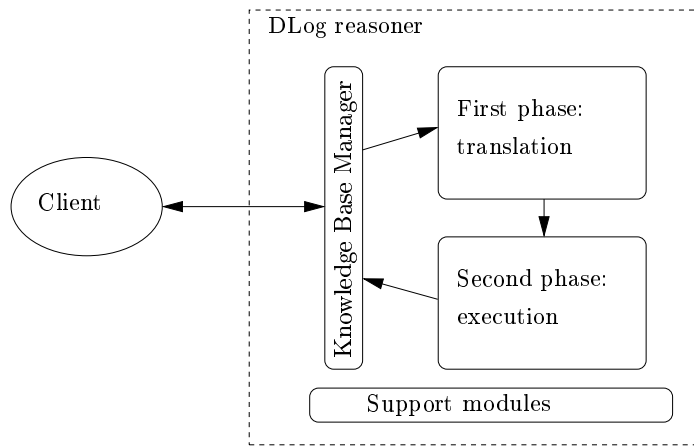 DLog reasoner
Client
Knowledge Base Manager
First phase:
translation
Second phase:
execution
Support modules